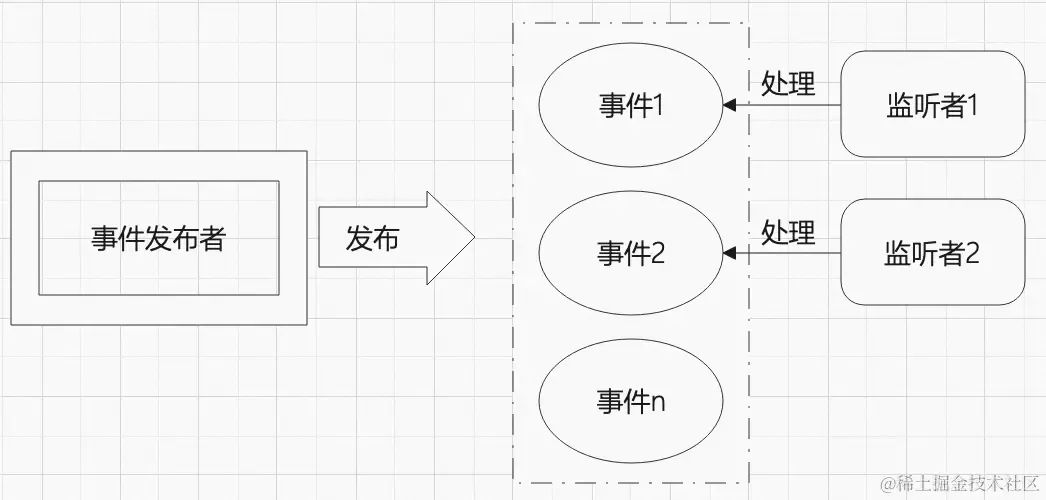 事件1
处理
监听者1
事件发布者
发布
事件2
处理
监听者2
事件n
@稀土掘金技术社区